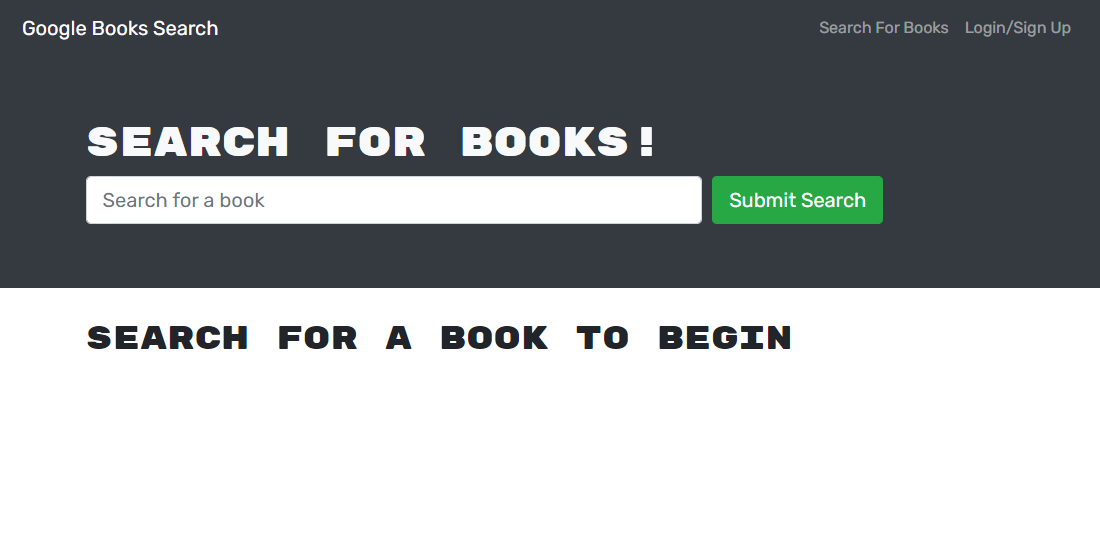 Google Books Search
Search For Books
Login/Sign Up
SEARCH FOR BOOKS!
Search for a book
Submit Search
SEARCH FOR A BOOK TO BEGIN